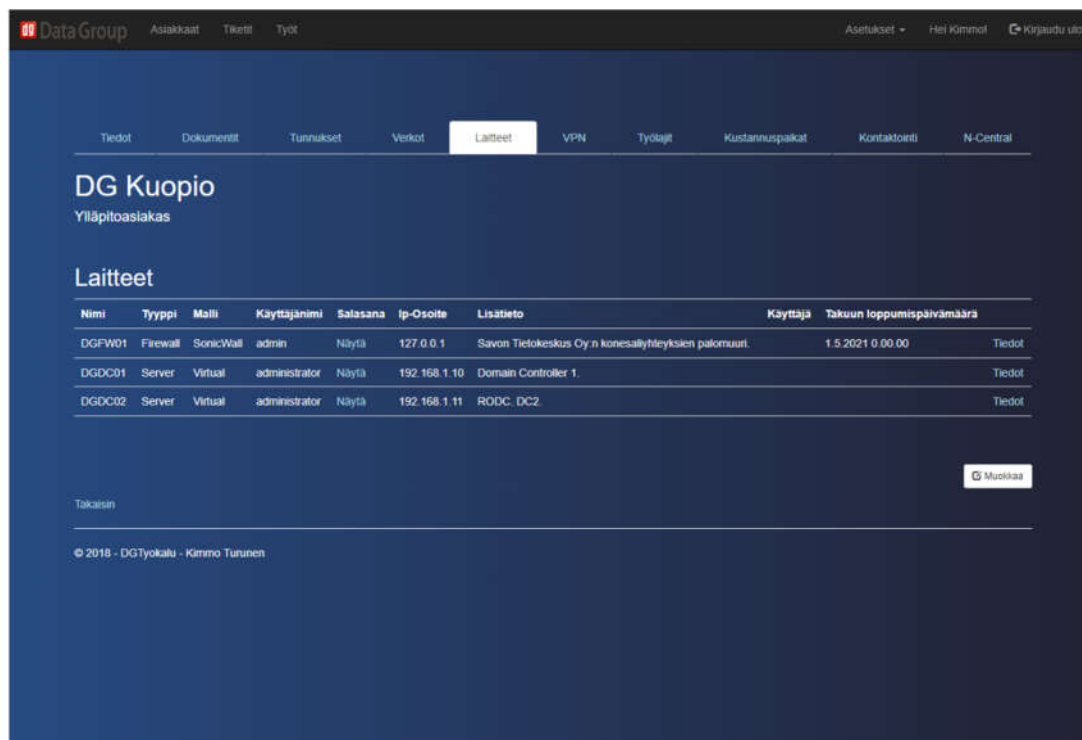 dg DataGroup Asiakkaat Tiketit Työt Asetukset Hei Kimmo! Kirjaudu ulo
Tiedot Dokumentit Tunnukset Verkot Laitteet VPN Työlajit Kustannuspaikat Kontaktointi N-Central
DG Kuopio
Ylläpitoasiakas
Laitteet
Nimi Tyyppi Malli Käyttäjänimi Salasana Ip-Osoite Lisätieto Käyttäjä Takuun loppumispäivämäärä
DGFW01 Firewall SonicWall admin Näytä 127.0.0.1 Savon Tietokeskus Oy:n konesaliyhteyksien palomuuri. 1.5.2021 0.00.00 Tiedot
DGDC01 Server Virtual administrator Näytä 192.168.1.10 Domain Controller 1. Tiedot
DGDC02 Server Virtual administrator Näytä 192.168.1.11 RODC. DC2. Tiedot
Muokkaa
Takaisin
© 2018 - DGTyokalu - Kimmo Turunen